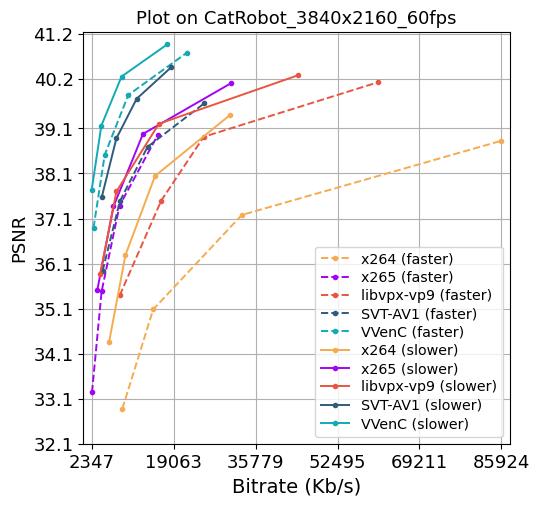 Plot on CatRobot_3840x2160_60fps
41.2
40.2
39.1
38.1
37.1
36.1
35.1
34.1
33.1
32.1
PSNR
x264 (faster)
x265 (faster)
libvpx-vp9 (faster)
SVT-AV1 (faster)
VVenC (faster)
x264 (slower)
x265 (slower)
libvpx-vp9 (slower)
SVT-AV1 (slower)
VVenC (slower)
2347 19063 35779 52495 69211 85924
Bitrate (Kb/s)